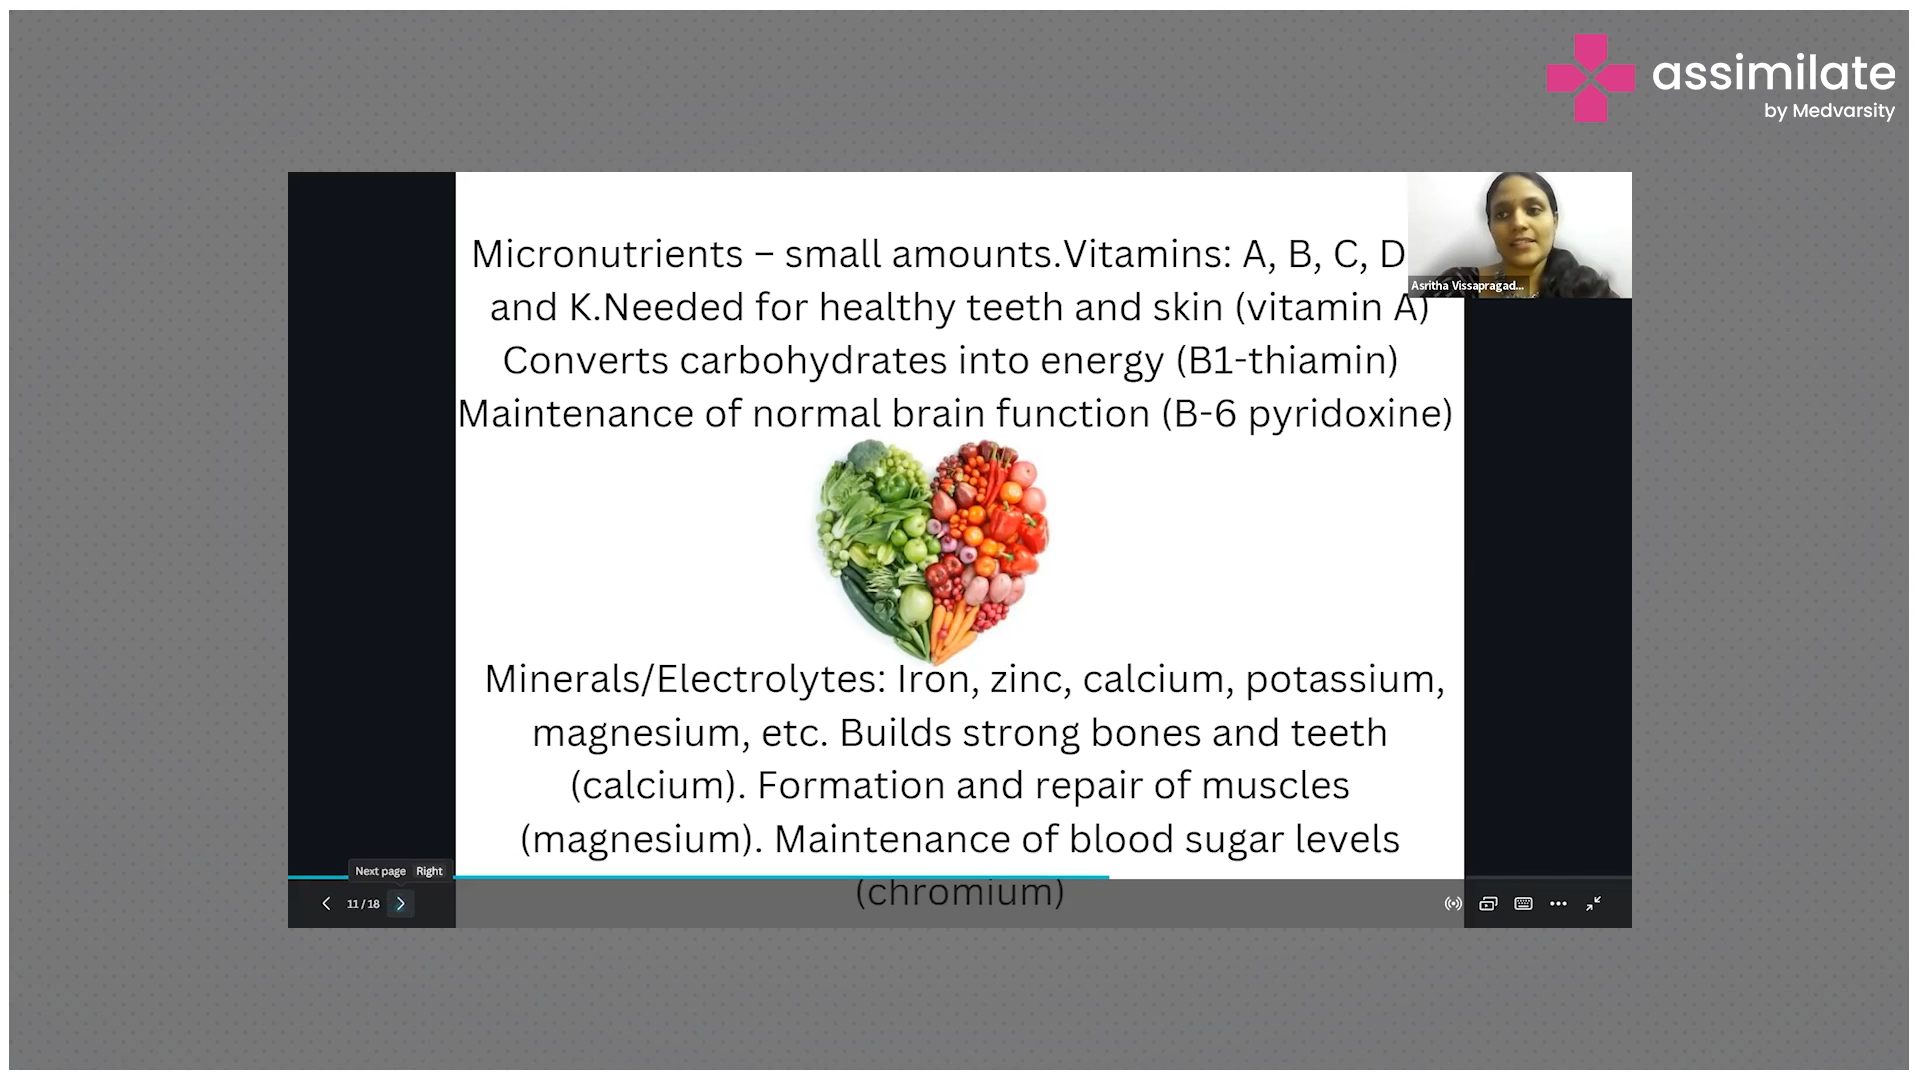 assimilate
by Medvarsity
Micronutrients – small amounts.Vitamins: A, B, C, D
and K.Needed for healthy teeth and skin (vitamin A)
Converts carbohydrates into energy (B1-thiamin)
Maintenance of normal brain function (B-6 pyridoxine)
Asritha Vissapragad...
Minerals/Electrolytes: Iron, zinc, calcium, potassium,
magnesium, etc. Builds strong bones and teeth
(calcium). Formation and repair of muscles
(magnesium). Maintenance of blood sugar levels
(chromium)
Next page Right
11 / 18